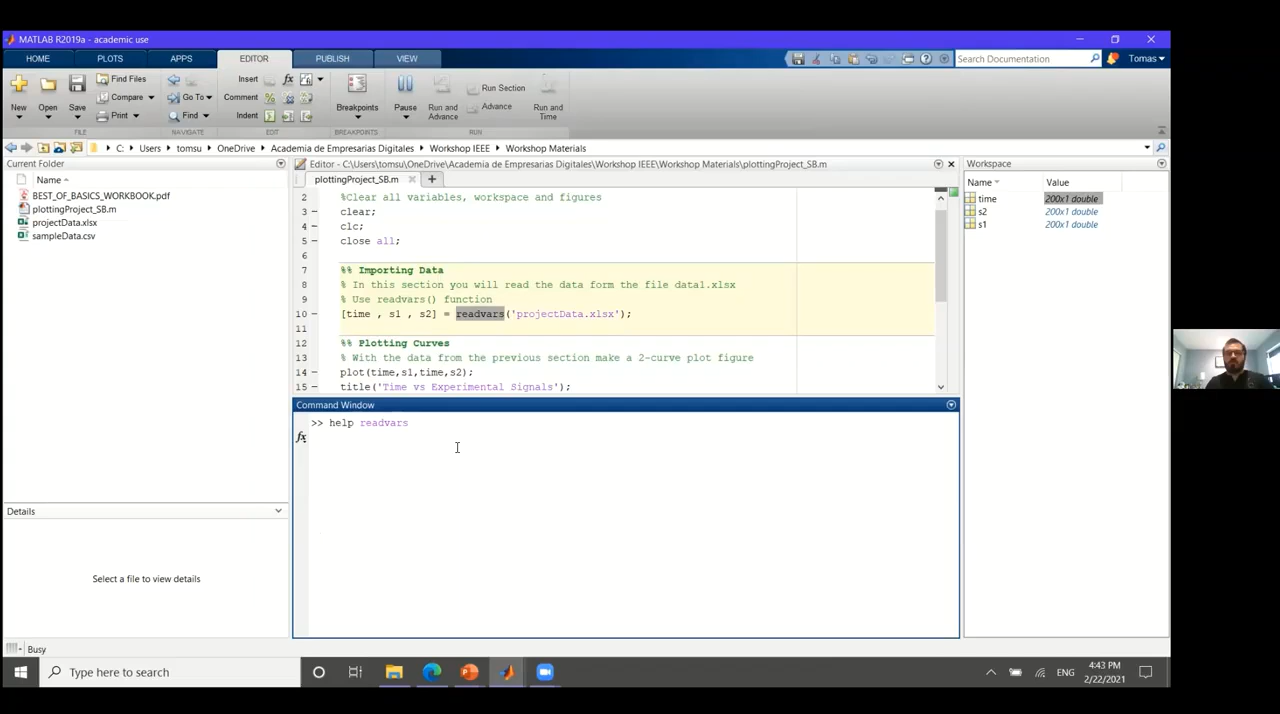 MATLAB R2019a - academic use
HOME PLOTS APPS EDITOR PUBLISH VIEW
Search Documentation Tomas
New Open Save Find Files Compare Print
Go To Find
Insert Comment Indent
Breakpoints Pause Run and Advance Run Section Advance Run and Time
FILE NAVIGATE EDIT BREAKPOINTS RUN
C: Users tomsu OneDrive Academia de Empresarias Digitales Workshop IEEE Workshop Materials
Current Folder
Name
BEST_OF_BASICS_WORKBOOK.pdf
plottingProject_SB.m
projectData.xlsx
sampleData.csv
Details
Select a file to view details
Editor - C:\Users\tomsu\OneDrive\Academia de Empresarias Digitales\Workshop IEEE\Workshop Materials\plottingProject_SB.m
plottingProject_SB.m
2 %Clear all variables, workspace and figures
3 clear;
4 clc;
5 close all;
6
7 %% Importing Data
8 % In this section you will read the data form the file data1.xlsx
9 % Use readvars() function
10 [time , s1 , s2] = readvars('projectData.xlsx');
11
12 %% Plotting Curves
13 % With the data from the previous section make a 2-curve plot figure
14 plot(time,s1,time,s2);
15 title('Time vs Experimental Signals');
Command Window
>> help readvars
fx
Workspace
Name Value
time 200x1 double
s2 200x1 double
s1 200x1 double
Busy
Type here to search
ENG
4:43 PM
2/22/2021